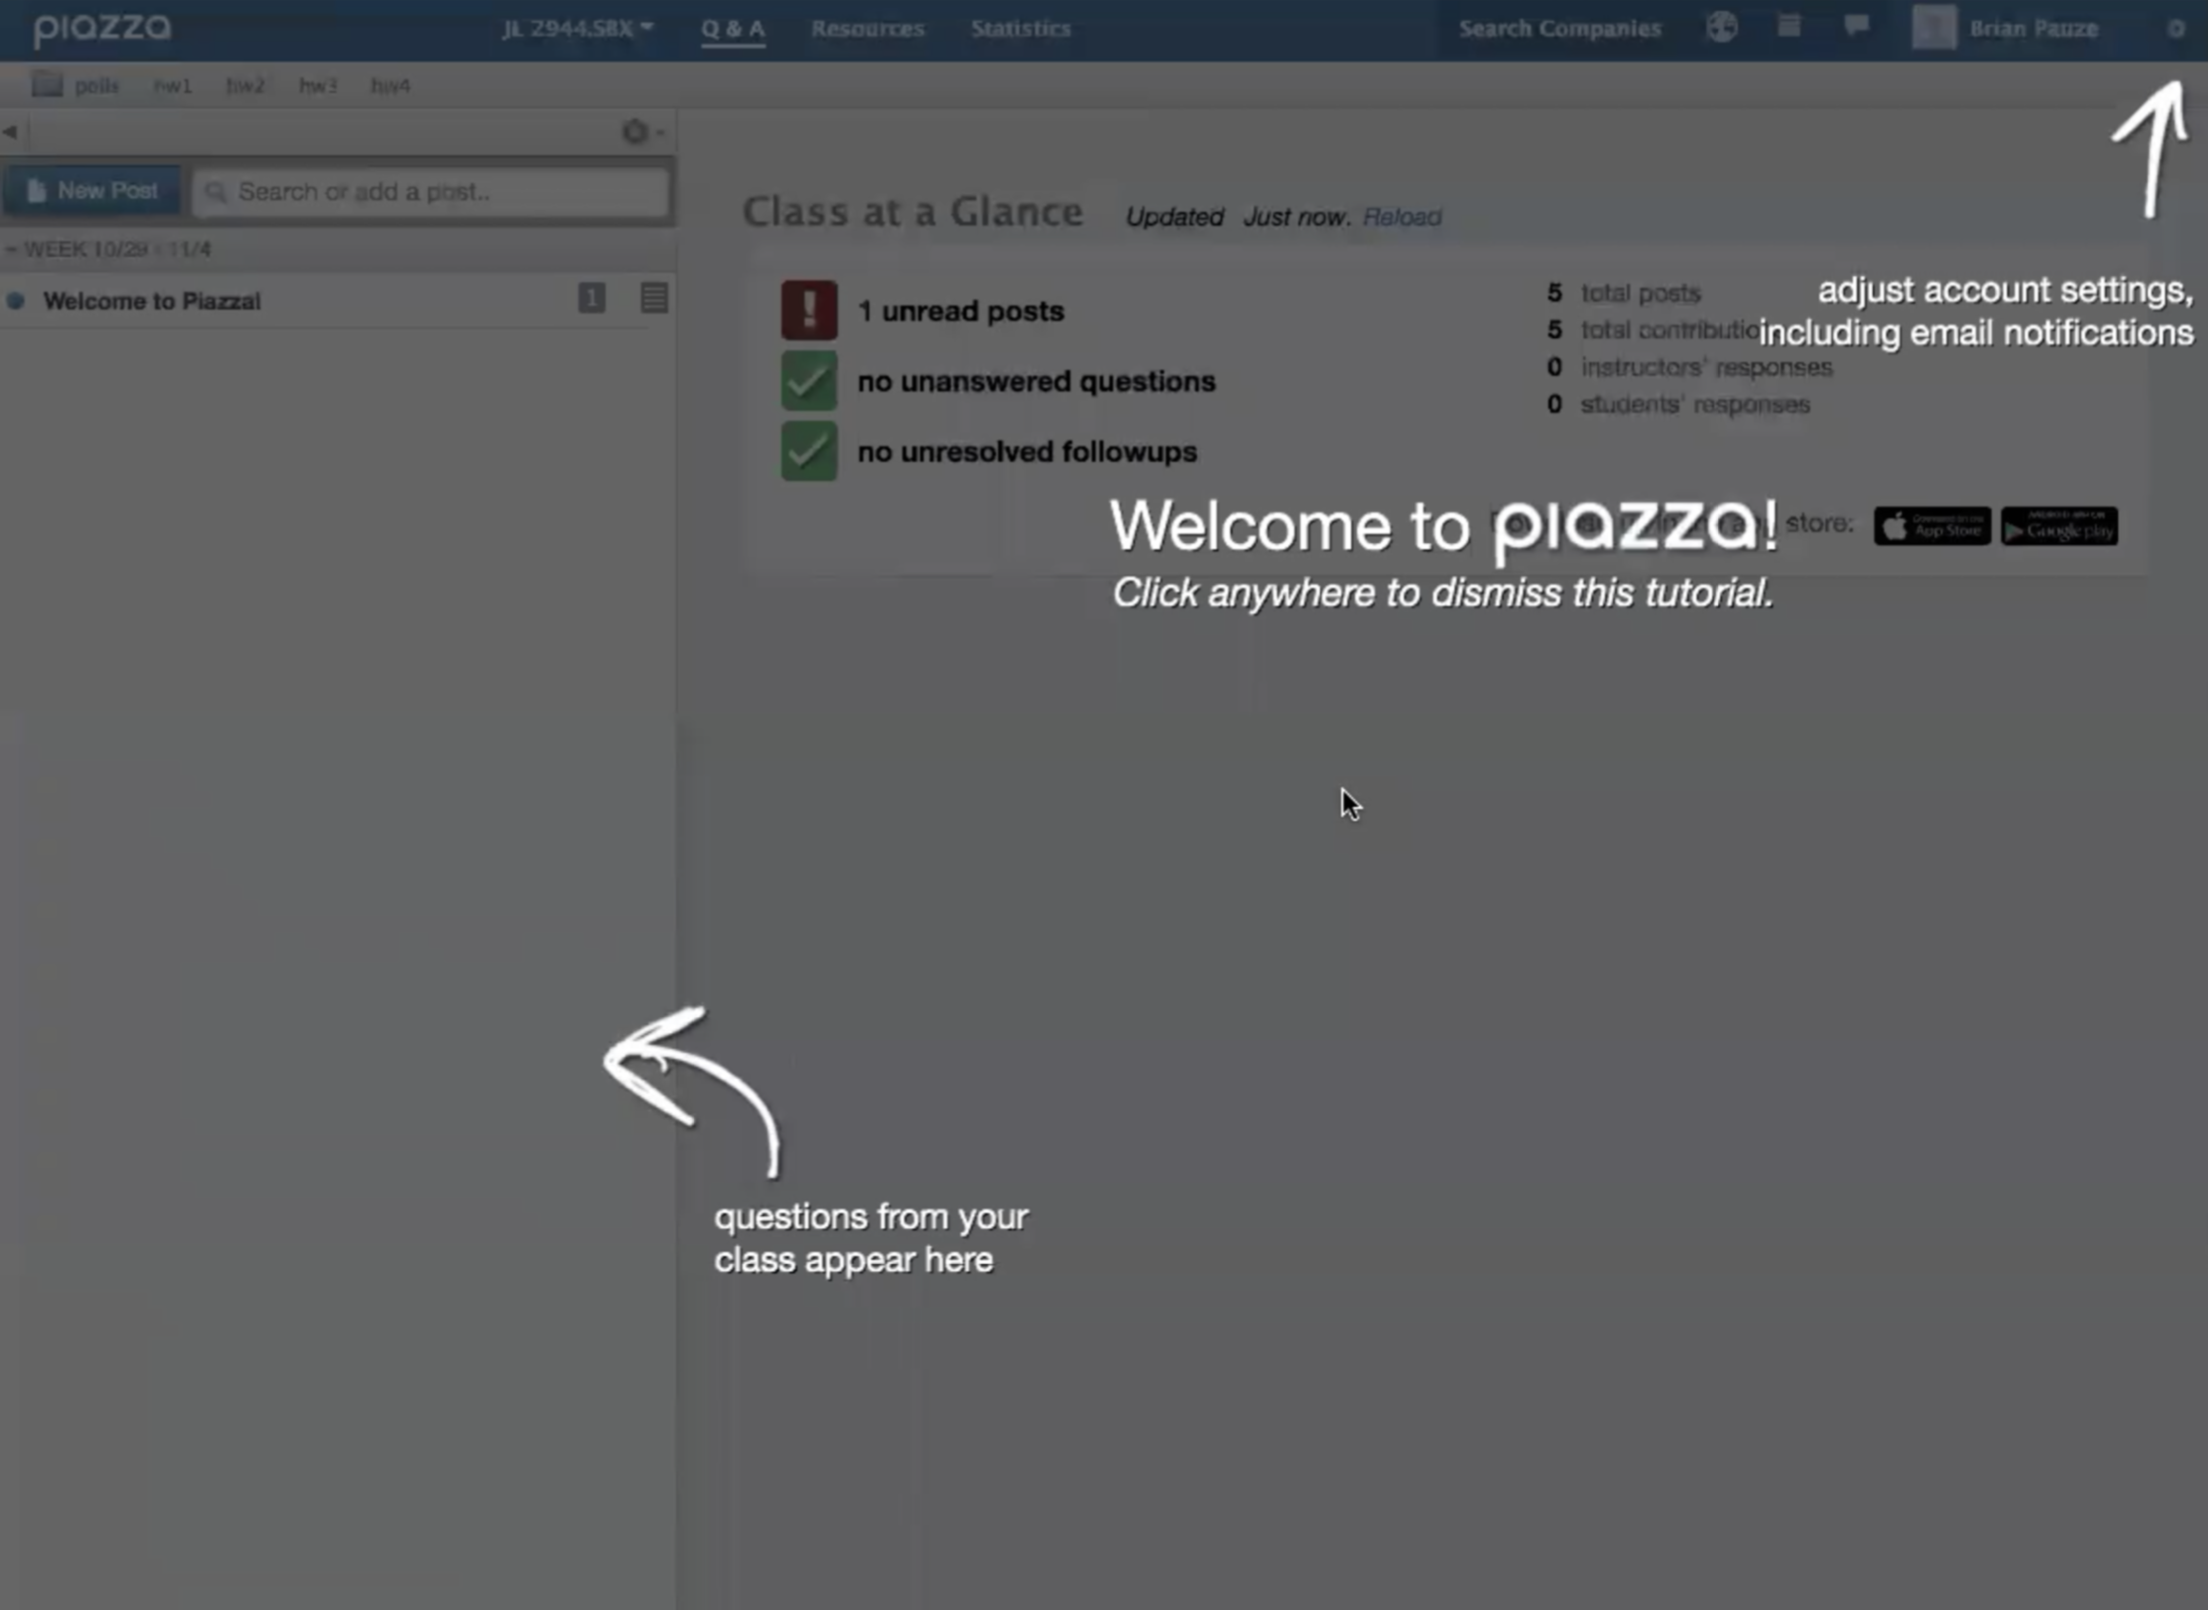 piazza
JL 2944.SBX Q & A Resources Statistics Search Companies Brian Pauze
polls hw1 hw2 hw3 hw4
New Post Search or add a post..
Class at a Glance Updated Just now. Reload
WEEK 10/29 - 11/4
Welcome to Piazza! 1
1 unread posts
no unanswered questions
no unresolved followups
5 total posts
5 total contributio
0 instructors' responses
0 students' responses
adjust account settings,
including email notifications
Welcome to piazza!
store: App Store Google play
Click anywhere to dismiss this tutorial.
questions from your
class appear here